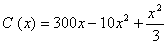 C′(x) = 300x − 10x² + x²/3